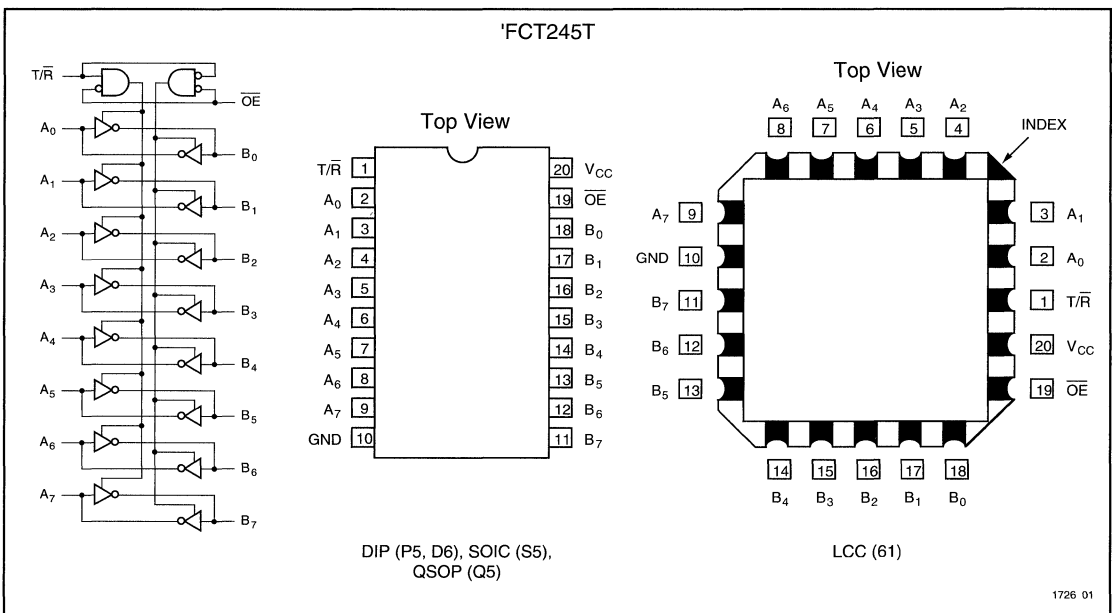 'FCT245T
T/R̅
O̅E̅
A₀
B₀
A₁
B₁
A₂
B₂
A₃
B₃
A₄
B₄
A₅
B₅
A₆
B₆
A₇
B₇
Top View
T/R̅ 1 20 V_CC
A₀ 2 19 O̅E̅
A₁ 3 18 B₀
A₂ 4 17 B₁
A₃ 5 16 B₂
A₄ 6 15 B₃
A₅ 7 14 B₄
A₆ 8 13 B₅
A₇ 9 12 B₆
GND 10 11 B₇
DIP (P5, D6), SOIC (S5),
QSOP (Q5)
Top View
A₆ A₅ A₄ A₃ A₂
8 7 6 5 4
INDEX
A₇ 9 3 A₁
GND 10 2 A₀
B₇ 11 1 T/R̅
B₆ 12 20 V_CC
B₅ 13 19 O̅E̅
14 15 16 17 18
B₄ B₃ B₂ B₁ B₀
LCC (61)
1726 01